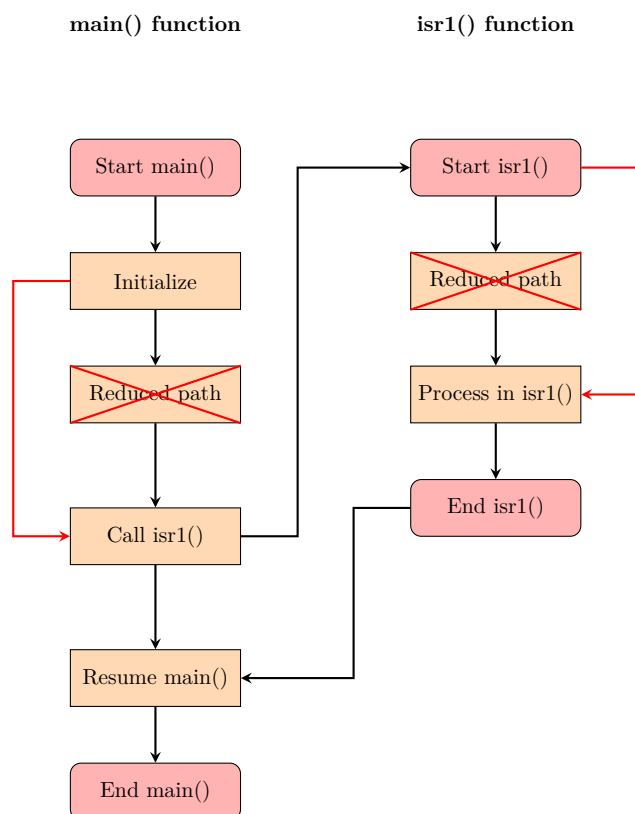 main() function
isr1() function
Start main()
Initialize
Reduced path
Call isr1()
Resume main()
End main()
Start isr1()
Reduced path
Process in isr1()
End isr1()